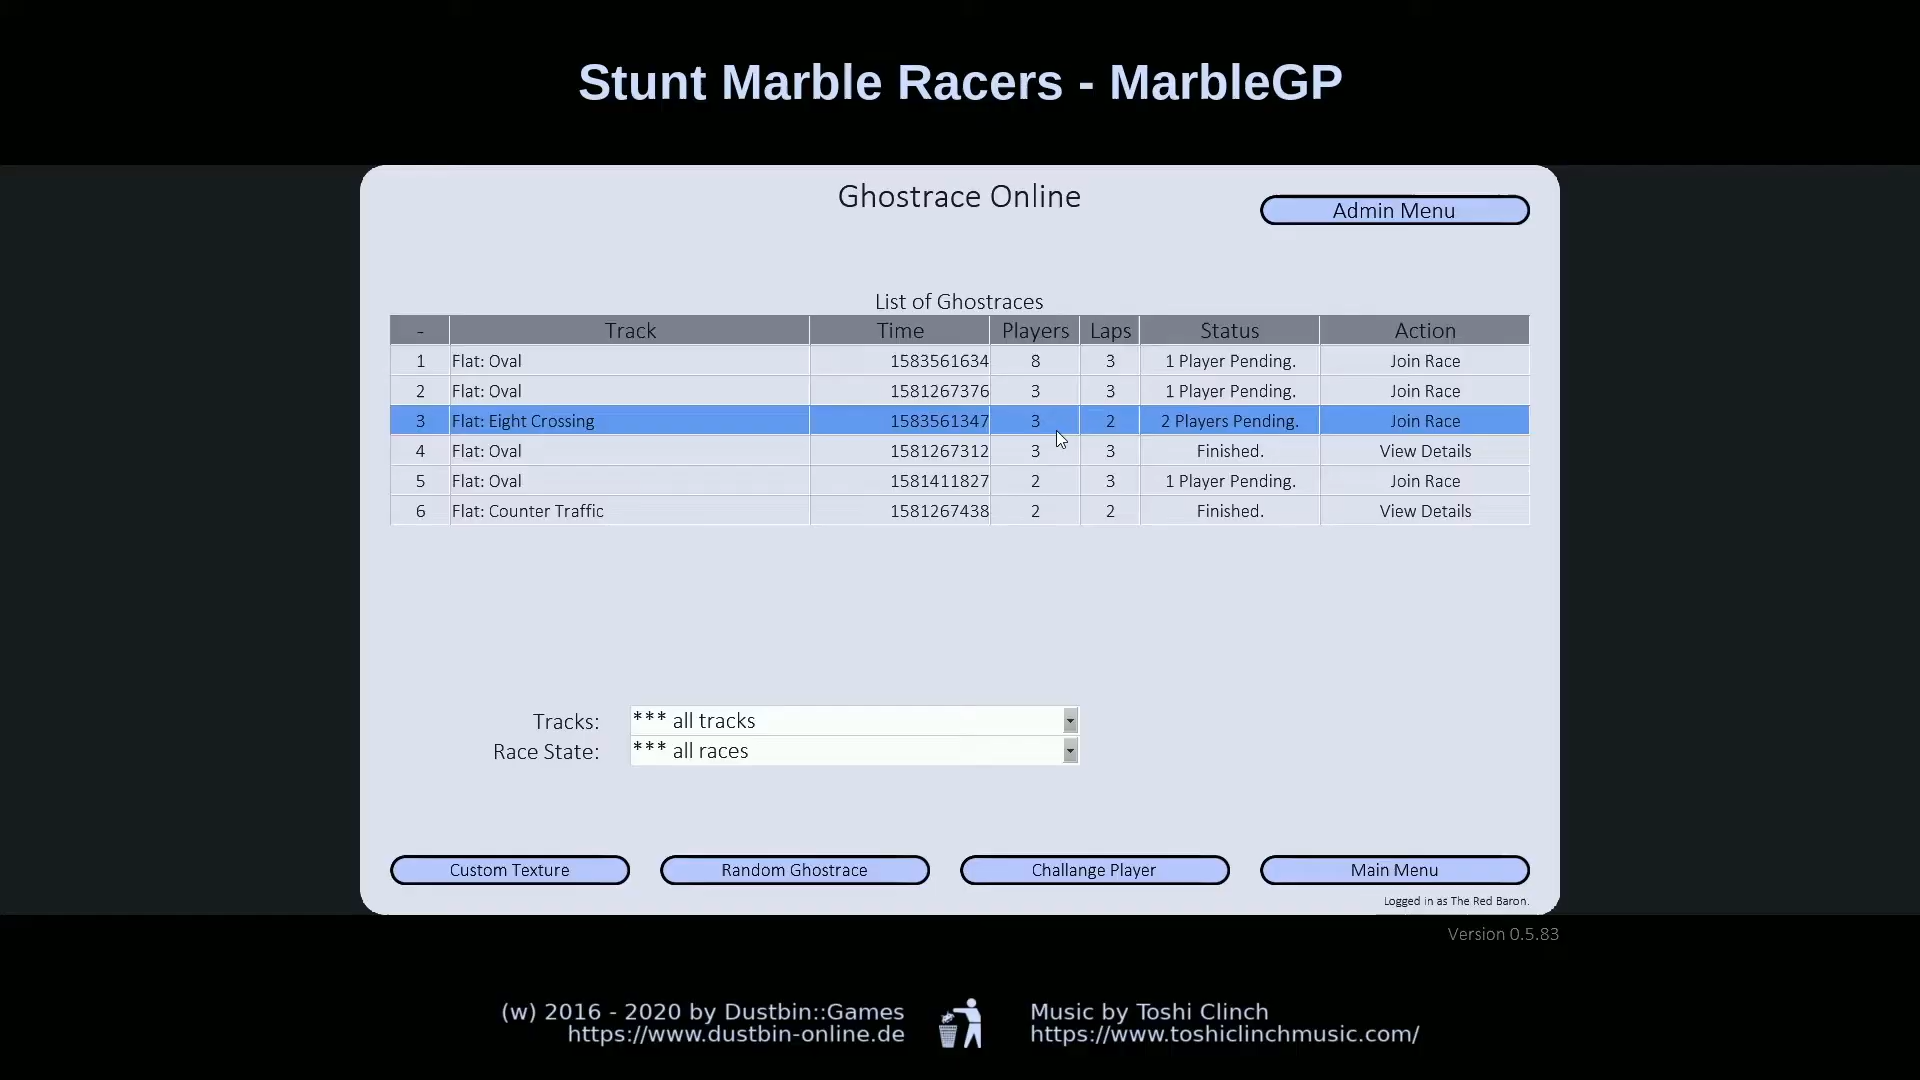 Stunt Marble Racers - MarbleGP
Ghostrace Online
Admin Menu
List of Ghostraces
- Track Time Players Laps Status Action
1 Flat: Oval 1583561634 8 3 1 Player Pending. Join Race
2 Flat: Oval 1581267376 3 3 1 Player Pending. Join Race
3 Flat: Eight Crossing 1583561347 3 2 2 Players Pending. Join Race
4 Flat: Oval 1581267312 3 3 Finished. View Details
5 Flat: Oval 1581411827 2 3 1 Player Pending. Join Race
6 Flat: Counter Traffic 1581267438 2 2 Finished. View Details
Tracks: *** all tracks
Race State: *** all races
Custom Texture Random Ghostrace Challange Player Main Menu
Logged in as The Red Baron.
Version 0.5.83
(w) 2016 - 2020 by Dustbin::Games
https://www.dustbin-online.de
Music by Toshi Clinch
https://www.toshiclinchmusic.com/